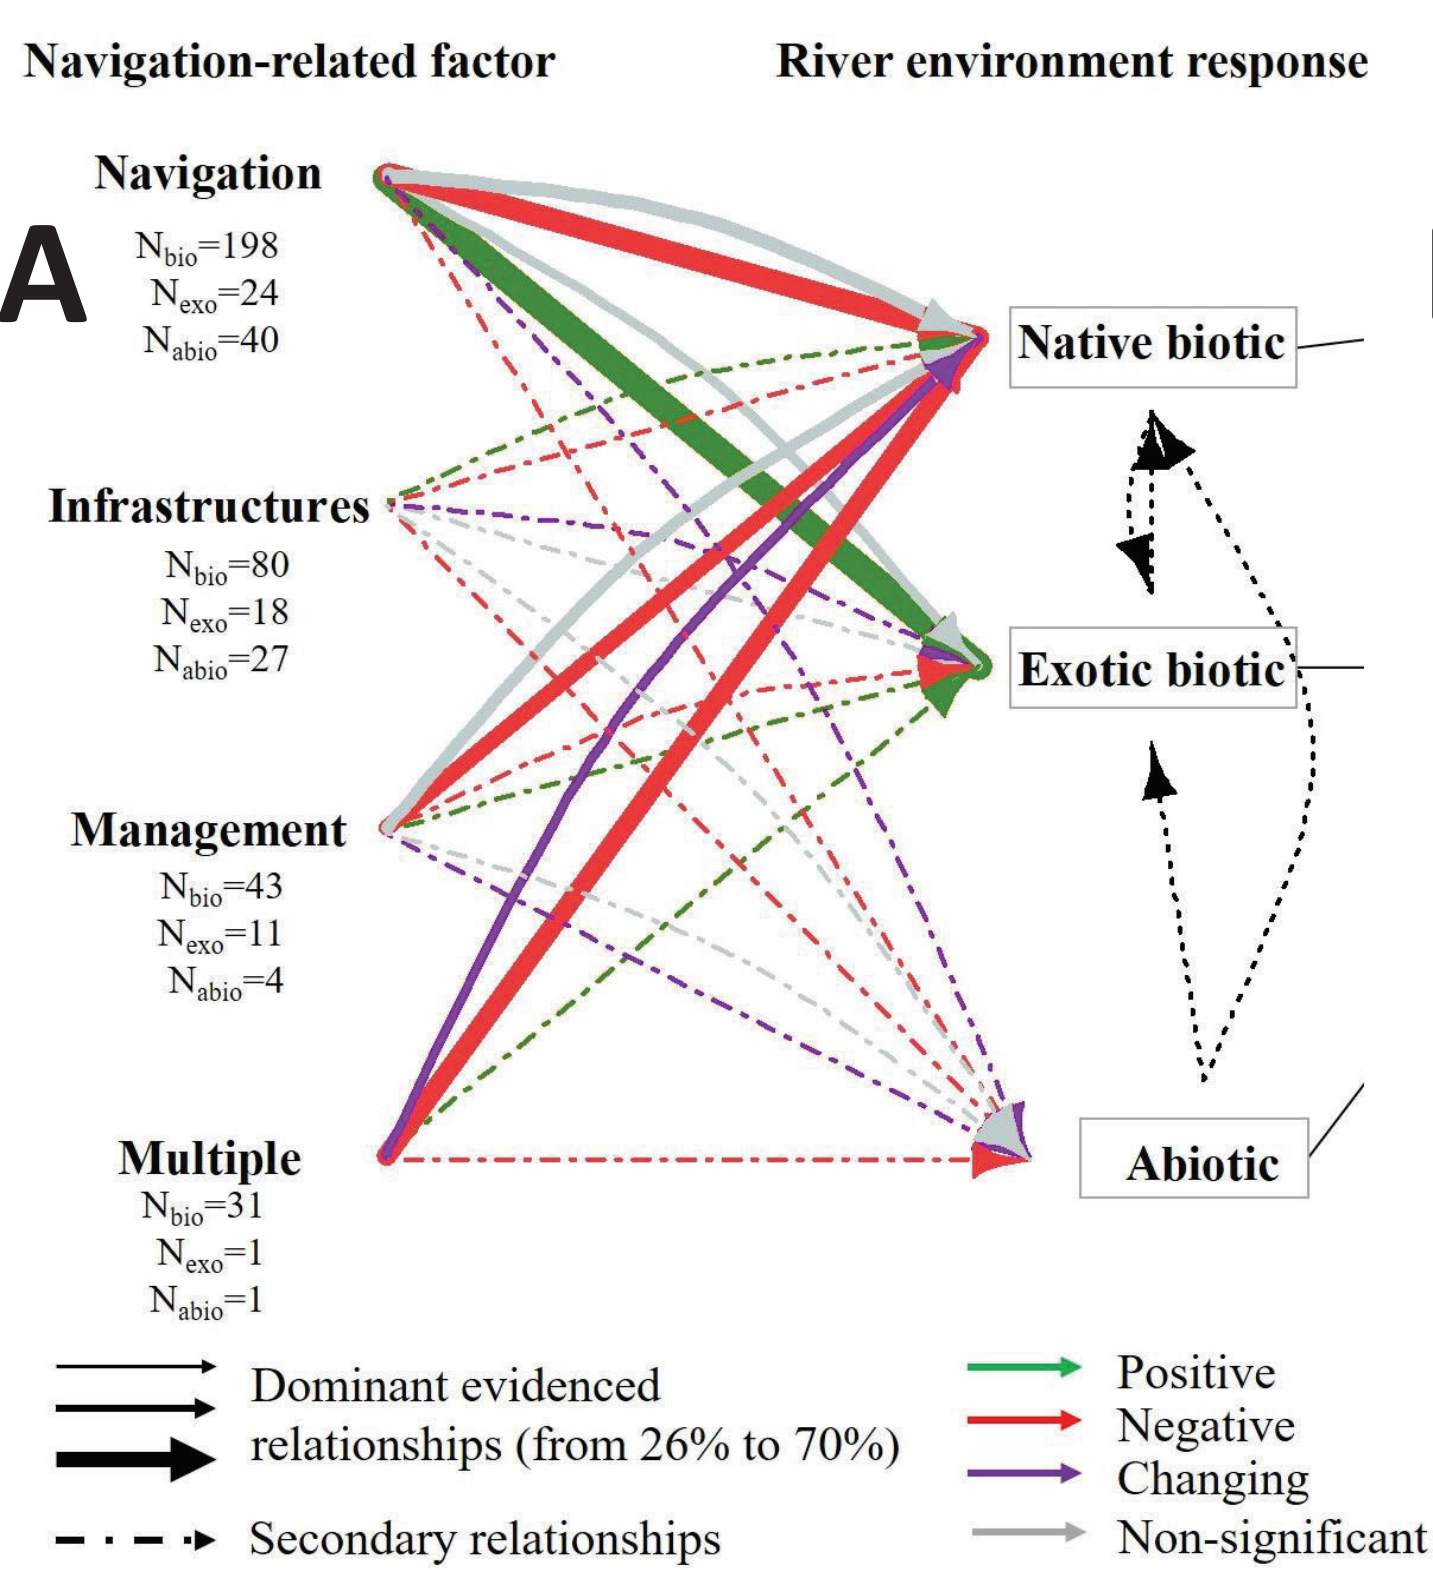 Navigation-related factor
River environment response
A
Navigation
Nbio=198
Nexo=24
Nabio=40
Infrastructures
Nbio=80
Nexo=18
Nabio=27
Management
Nbio=43
Nexo=11
Nabio=4
Multiple
Nbio=31
Nexo=1
Nabio=1
Native biotic
Exotic biotic
Abiotic
Dominant evidenced
relationships (from 26% to 70%)
Secondary relationships
Positive
Negative
Changing
Non-significant